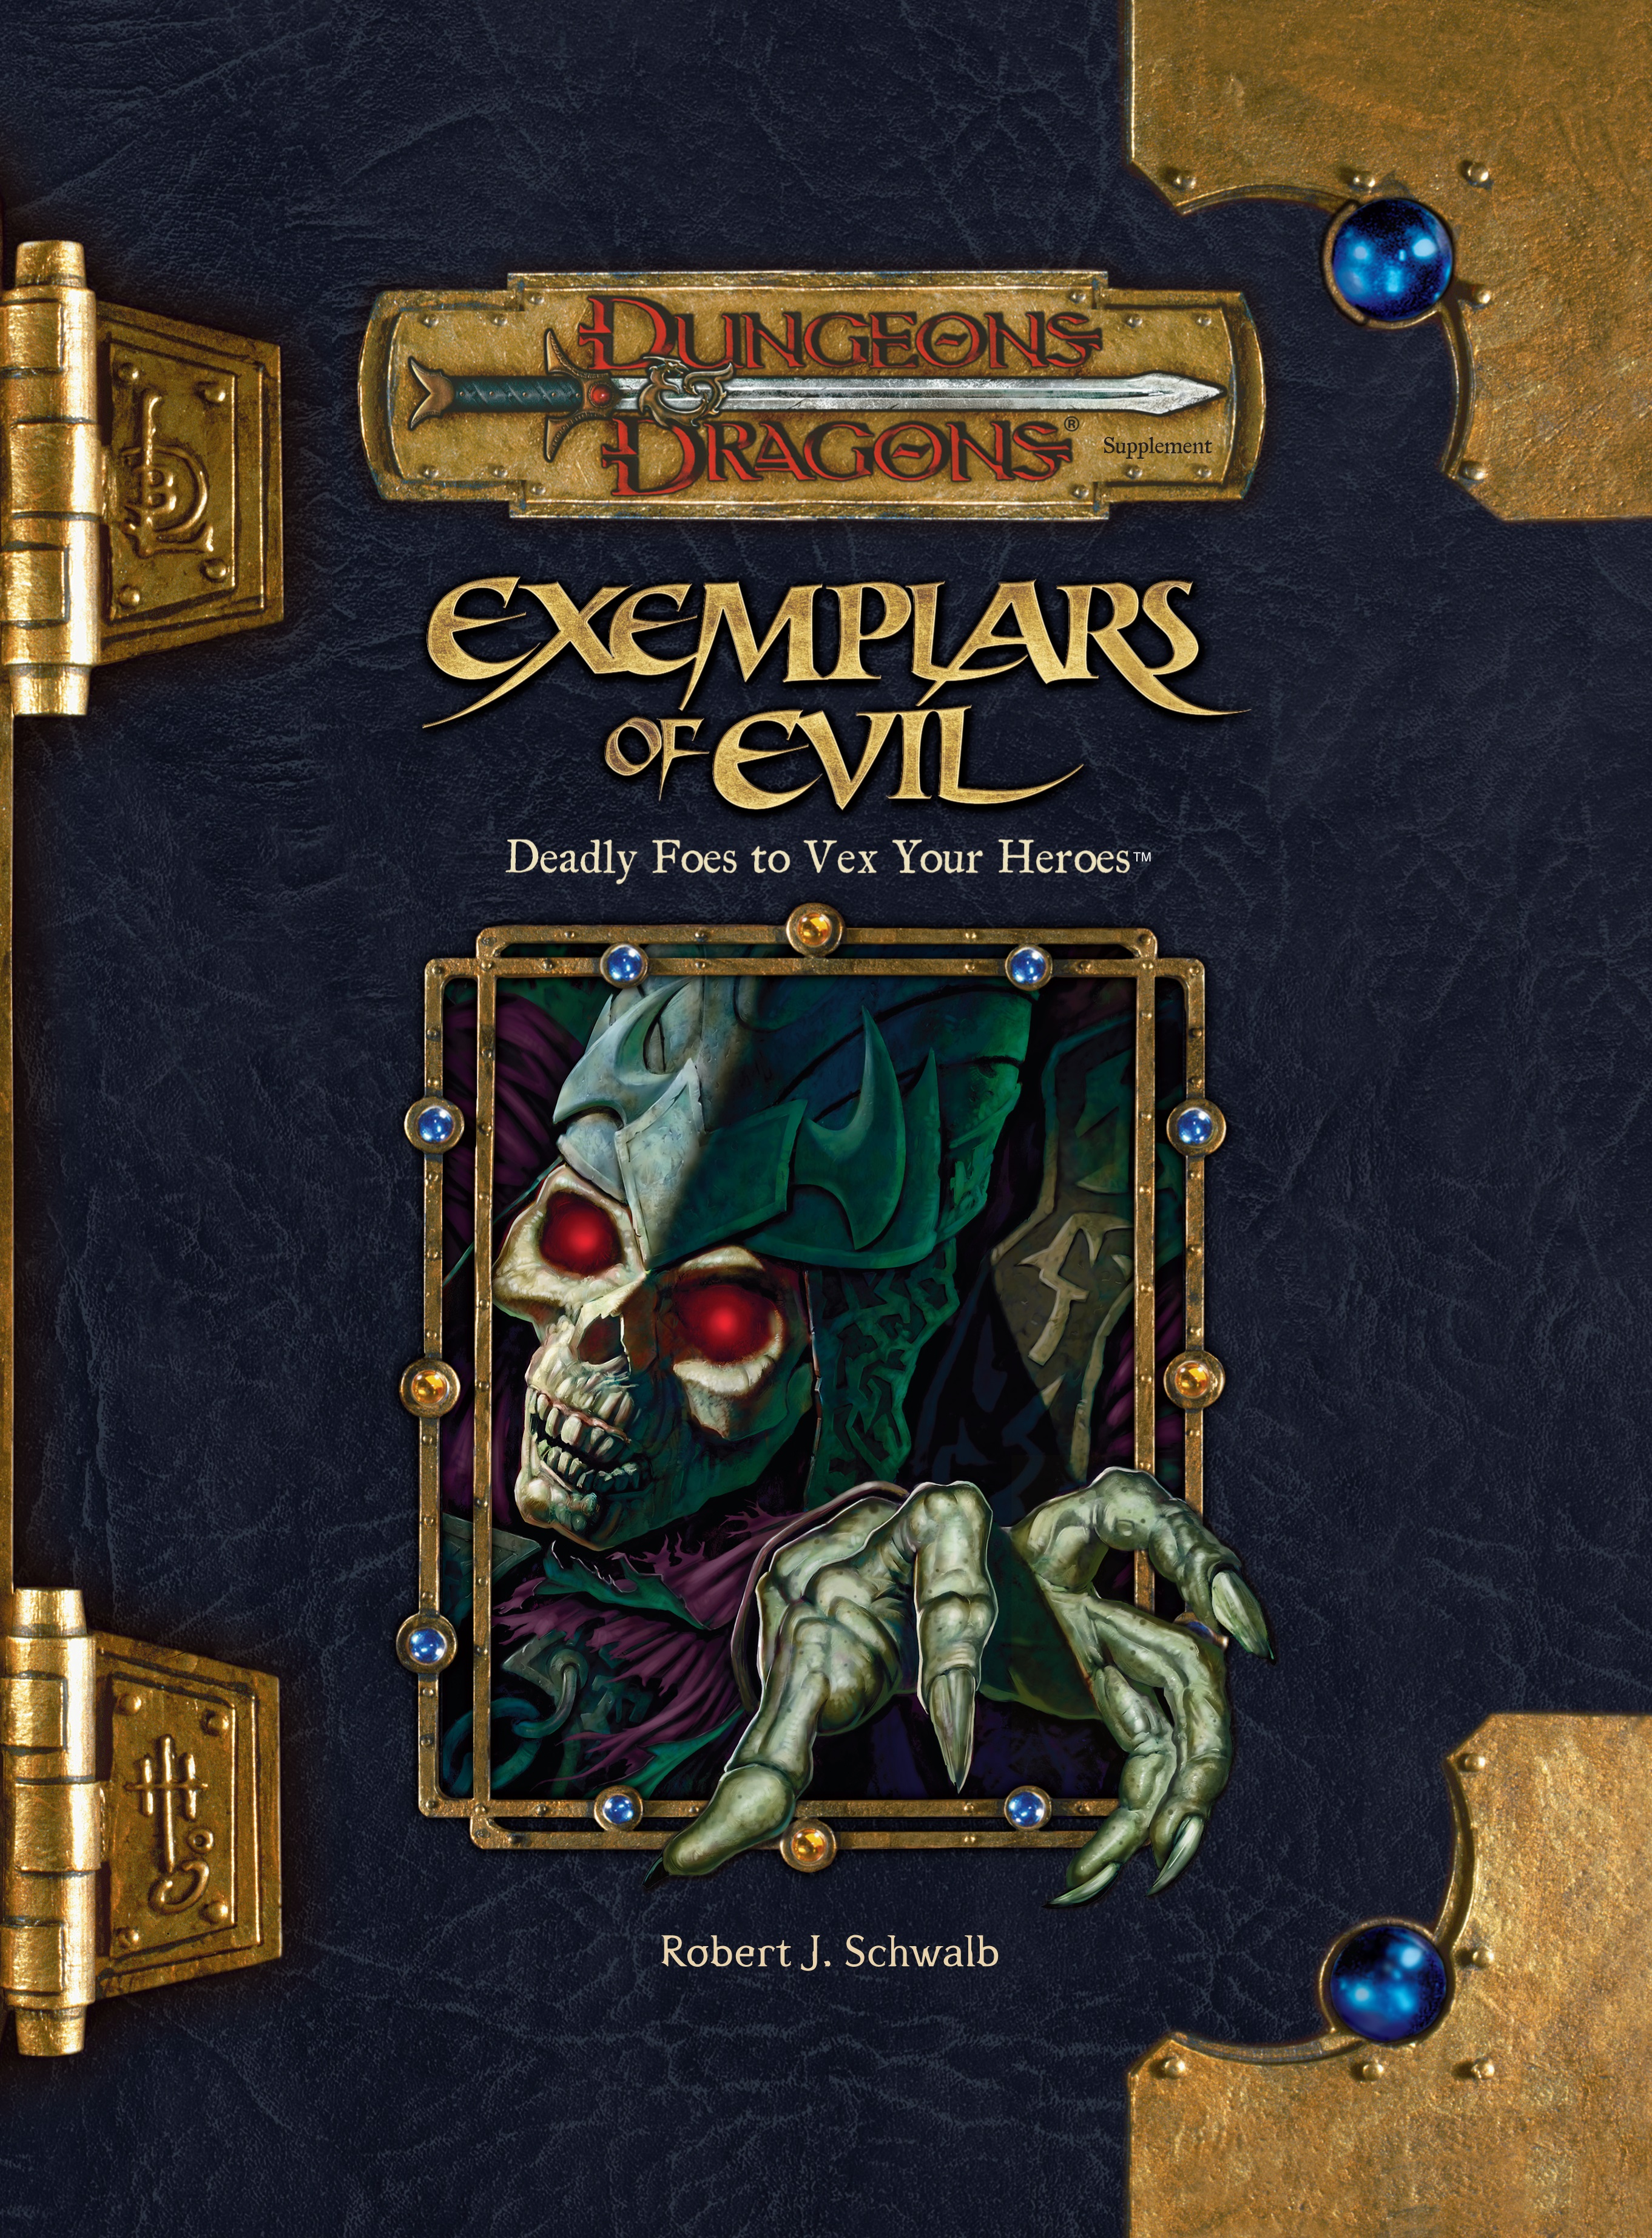 DUNGEONS
DRAGONS® Supplement
EXEMPLARS
OF EVIL
Deadly Foes to Vex Your Heroes™
Robert J. Schwalb